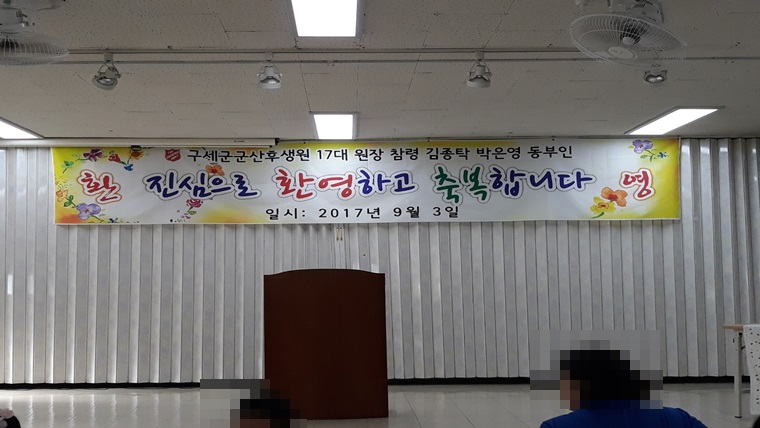 구세군군산후생원 17대 원장 참령 김종탁 박은영 동부인
환 진심으로 환영하고 축복합니다 영
일시: 2017년 9월 3일